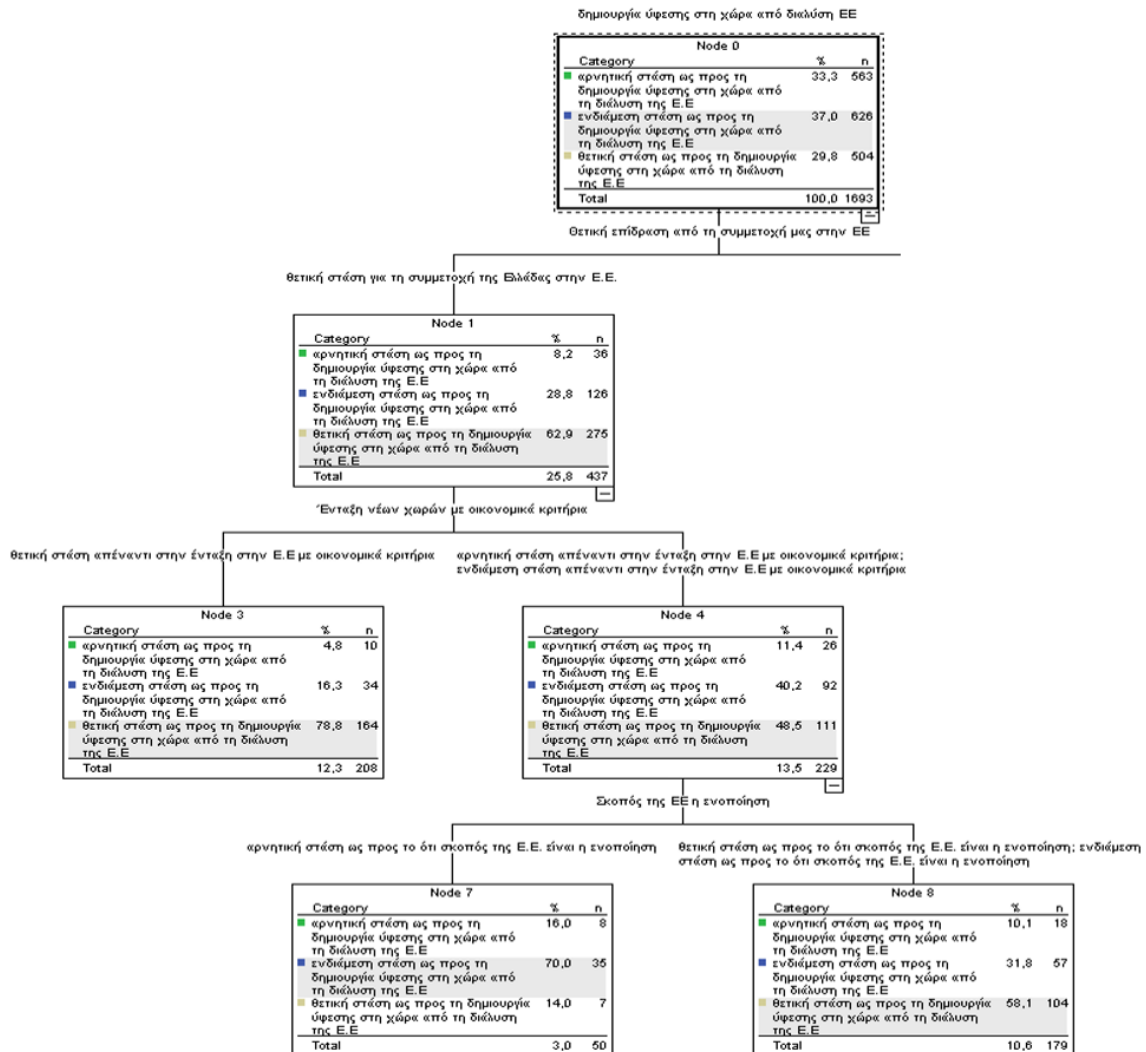 δημιουργία ύφεσης στη χώρα από διαλύση ΕΕ
Node 0
Category % n
αρνητική στάση ως προς τη 33,3 563
δημιουργία ύφεσης στη χώρα από
τη διάλυση της Ε.Ε
ενδιάμεση στάση ως προς τη 37,0 626
δημιουργία ύφεσης στη χώρα από
τη διάλυση της Ε.Ε
θετική στάση ως προς τη δημιουργία 29,8 504
ύφεσης στη χώρα από τη διάλυση
της Ε.Ε
Total 100,0 1693
Θετική επίδραση από τη συμμετοχή μας στην ΕΕ
θετική στάση για τη συμμετοχή της Ελλάδας στην Ε.Ε.
Node 1
Category % n
αρνητική στάση ως προς τη 8,2 36
δημιουργία ύφεσης στη χώρα από
τη διάλυση της Ε.Ε
ενδιάμεση στάση ως προς τη 28,8 126
δημιουργία ύφεσης στη χώρα από
τη διάλυση της Ε.Ε
θετική στάση ως προς τη δημιουργία 62,9 275
ύφεσης στη χώρα από τη διάλυση
της Ε.Ε
Total 25,8 437
Ένταξη νέων χωρών με οικονομικά κριτήρια
θετική στάση απέναντι στην ένταξη στην Ε.Ε με οικονομικά κριτήρια
αρνητική στάση απέναντι στην ένταξη στην Ε.Ε με οικονομικά κριτήρια;
ενδιάμεση στάση απέναντι στην ένταξη στην Ε.Ε με οικονομικά κριτήρια
Node 3
Category % n
αρνητική στάση ως προς τη 4,8 10
δημιουργία ύφεσης στη χώρα από
τη διάλυση της Ε.Ε
ενδιάμεση στάση ως προς τη 16,3 34
δημιουργία ύφεσης στη χώρα από
τη διάλυση της Ε.Ε
θετική στάση ως προς τη δημιουργία 78,8 164
ύφεσης στη χώρα από τη διάλυση
της Ε.Ε
Total 12,3 208
Node 4
Category % n
αρνητική στάση ως προς τη 11,4 26
δημιουργία ύφεσης στη χώρα από
τη διάλυση της Ε.Ε
ενδιάμεση στάση ως προς τη 40,2 92
δημιουργία ύφεσης στη χώρα από
τη διάλυση της Ε.Ε
θετική στάση ως προς τη δημιουργία 48,5 111
ύφεσης στη χώρα από τη διάλυση
της Ε.Ε
Total 13,5 229
Σκοπός της ΕΕ η ενοποίηση
αρνητική στάση ως προς το ότι σκοπός της Ε.Ε. είναι η ενοποίηση
θετική στάση ως προς το ότι σκοπός της Ε.Ε. είναι η ενοποίηση; ενδιάμεση
στάση ως προς το ότι σκοπός της Ε.Ε. είναι η ενοποίηση
Node 7
Category % n
αρνητική στάση ως προς τη 16,0 8
δημιουργία ύφεσης στη χώρα από
τη διάλυση της Ε.Ε
ενδιάμεση στάση ως προς τη 70,0 35
δημιουργία ύφεσης στη χώρα από
τη διάλυση της Ε.Ε
θετική στάση ως προς τη δημιουργία 14,0 7
ύφεσης στη χώρα από τη διάλυση
της Ε.Ε
Total 3,0 50
Node 8
Category % n
αρνητική στάση ως προς τη 10,1 18
δημιουργία ύφεσης στη χώρα από
τη διάλυση της Ε.Ε
ενδιάμεση στάση ως προς τη 31,8 57
δημιουργία ύφεσης στη χώρα από
τη διάλυση της Ε.Ε
θετική στάση ως προς τη δημιουργία 58,1 104
ύφεσης στη χώρα από τη διάλυση
της Ε.Ε
Total 10,6 179